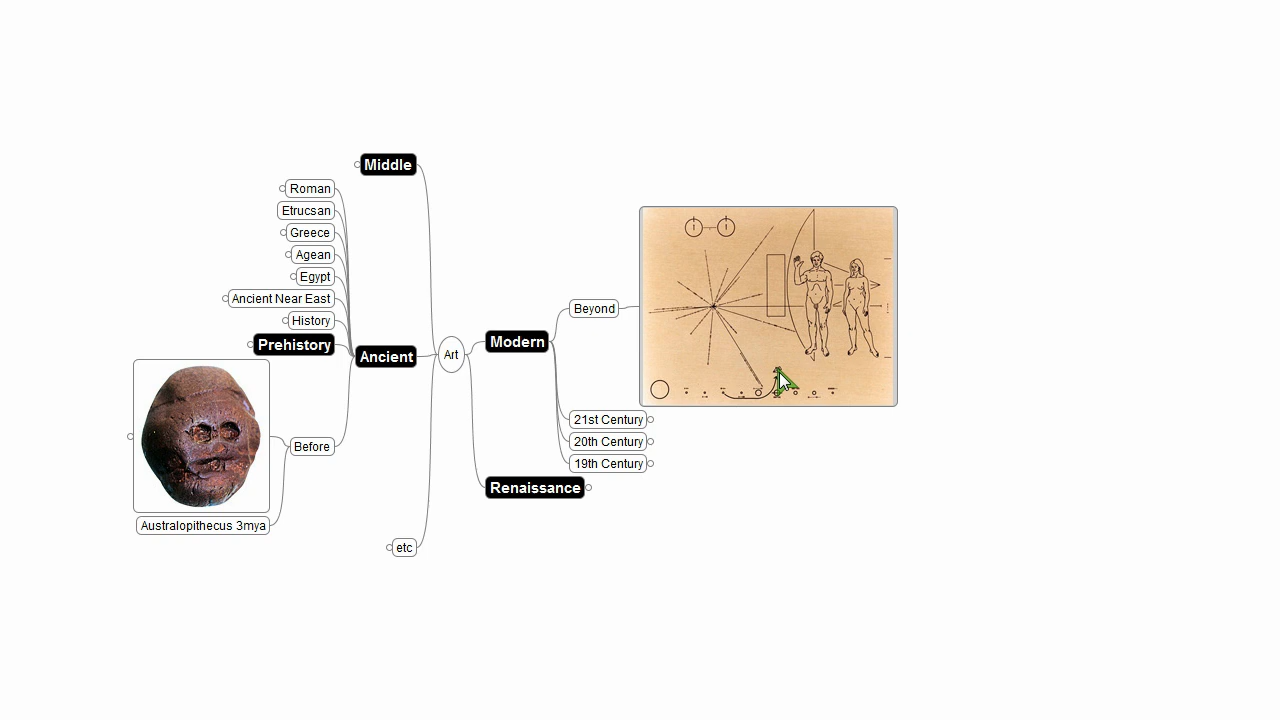 Middle
Roman
Etrucsan
Greece
Agean
Egypt
Ancient Near East
History
Prehistory
Ancient
Before
Australopithecus 3mya
etc
Art
Modern
Beyond
21st Century
20th Century
19th Century
Renaissance